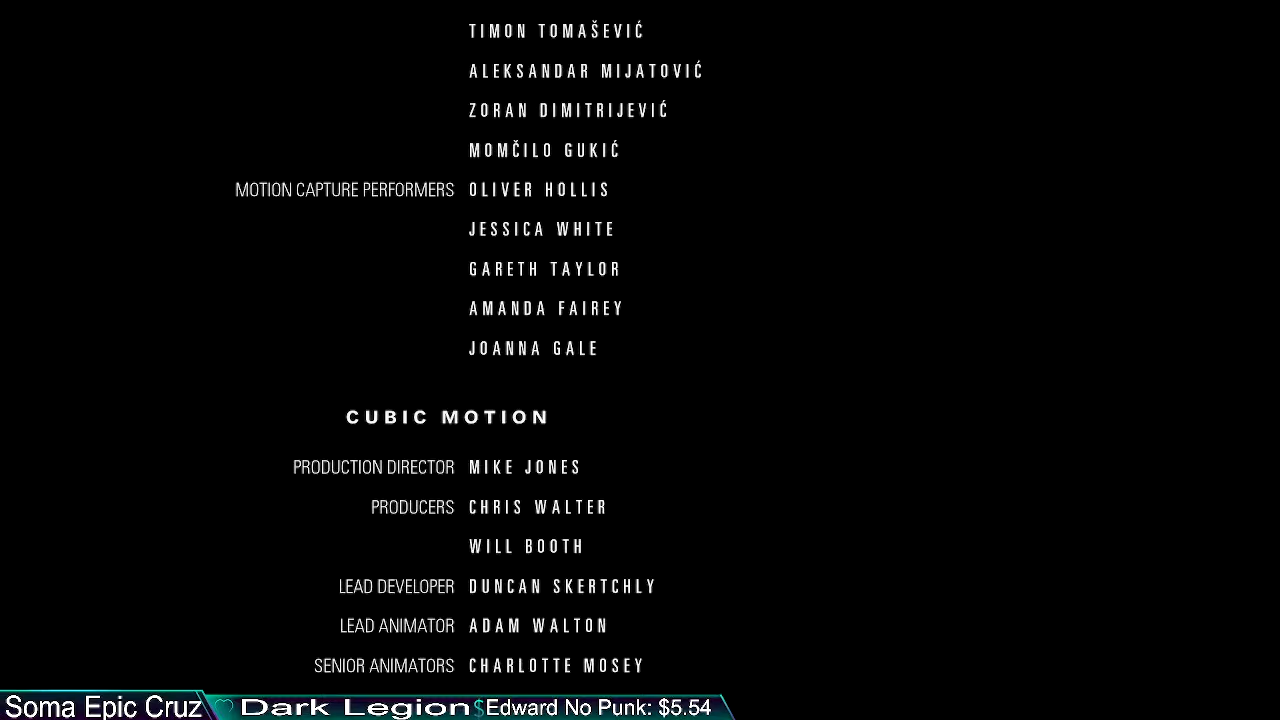 TIMON TOMAŠEVIĆ
ALEKSANDAR MIJATOVIĆ
ZORAN DIMITRIJEVIĆ
MOMČILO GUKIĆ
MOTION CAPTURE PERFORMERS OLIVER HOLLIS
JESSICA WHITE
GARETH TAYLOR
AMANDA FAIREY
JOANNA GALE
CUBIC MOTION
PRODUCTION DIRECTOR MIKE JONES
PRODUCERS CHRIS WALTER
WILL BOOTH
LEAD DEVELOPER DUNCAN SKERTCHLY
LEAD ANIMATOR ADAM WALTON
SENIOR ANIMATORS CHARLOTTE MOSEY
Soma Epic Cruz Dark Legion $ Edward No Punk: $5.54